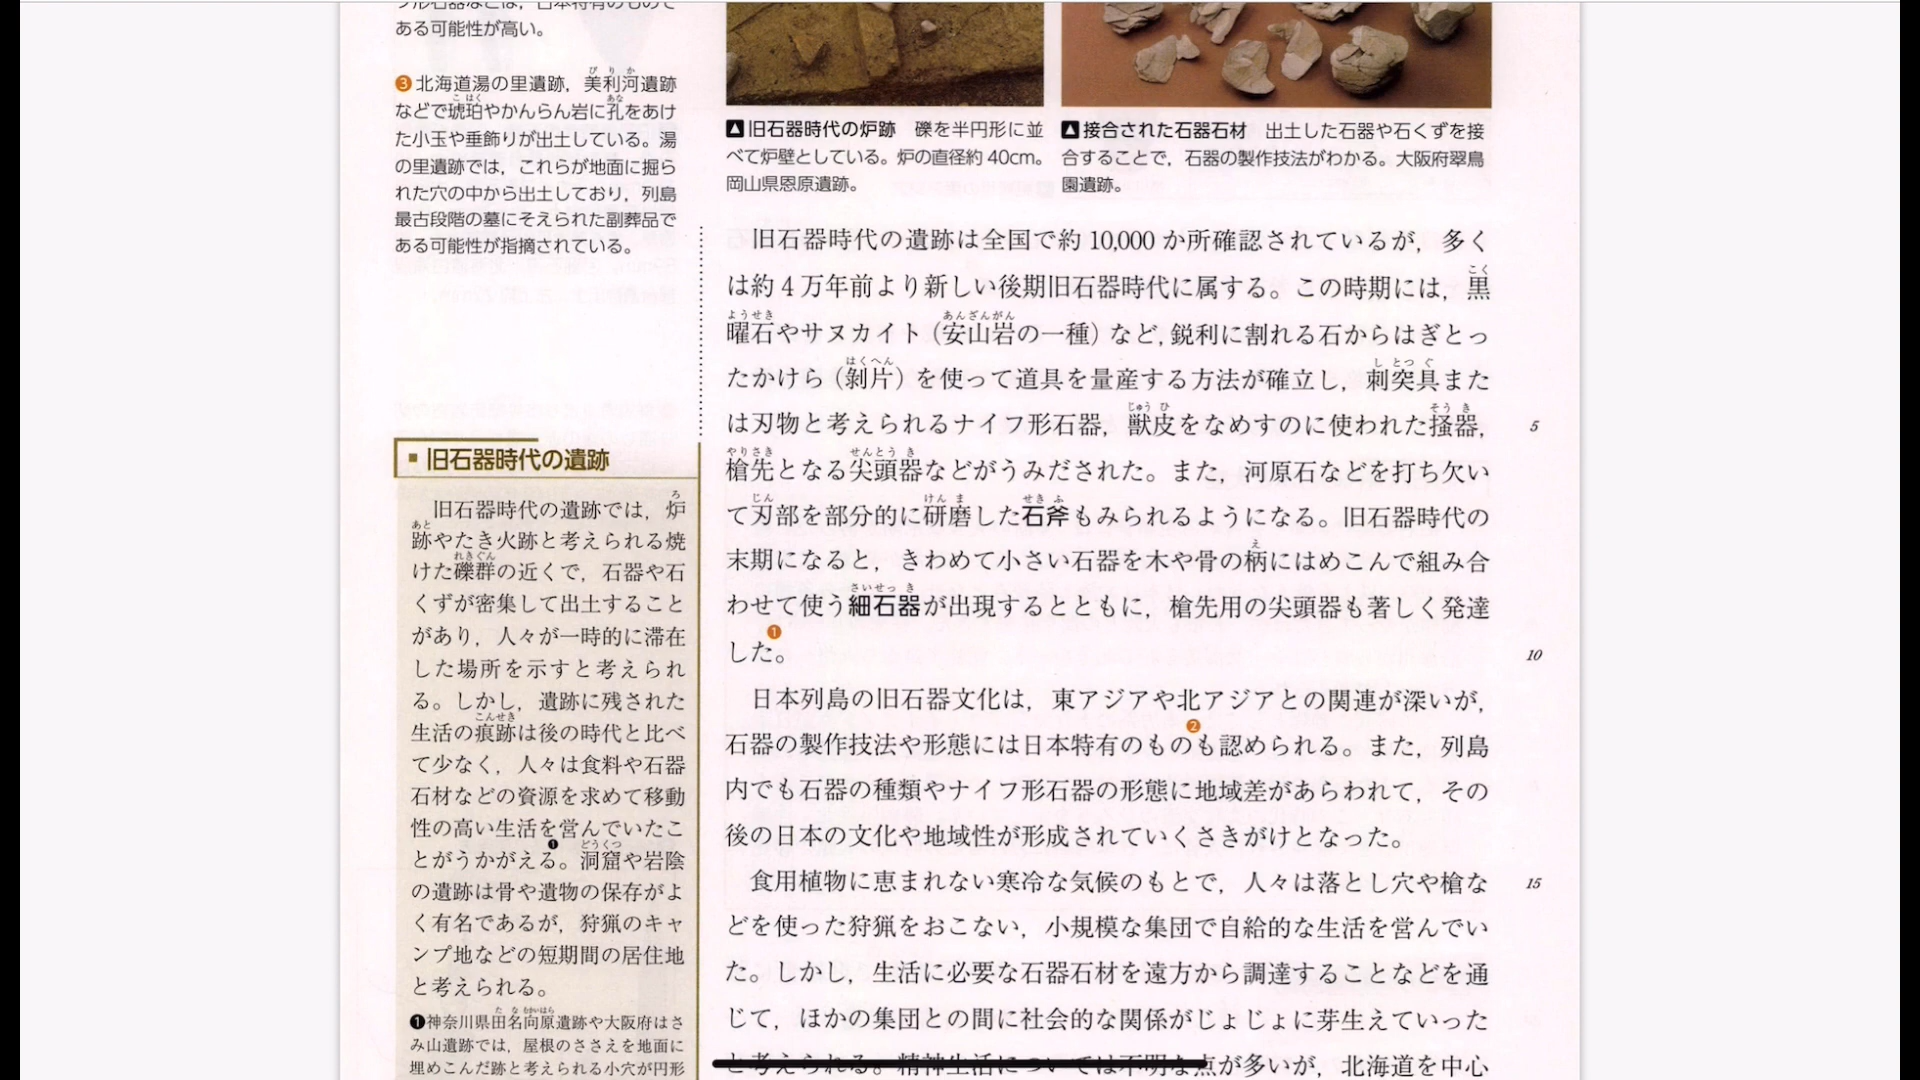 ある可能性が高い。
❸北海道湯の里遺跡，美利河遺跡
などで琥珀やかんらん岩に孔をあけ
た小玉や垂飾りが出土している。湯
の里遺跡では，これらが地面に掘ら
れた穴の中から出土しており，列島
最古段階の墓にそえられた副葬品で
ある可能性が指摘されている。
▲旧石器時代の炉跡　礫を半円形に並
べて炉壁としている。炉の直径約40cm。
岡山県恩原遺跡。
▲接合された石器石材　出土した石器や石くずを接
合することで，石器の製作技法がわかる。大阪府翠鳥
園遺跡。
旧石器時代の遺跡は全国で約10,000か所確認されているが，多く
は約4万年前より新しい後期旧石器時代に属する。この時期には，黒
曜石やサヌカイト（安山岩の一種）など，鋭利に割れる石からはぎとっ
たかけら（剝片）を使って道具を量産する方法が確立し，刺突具また
は刃物と考えられるナイフ形石器，獣皮をなめすのに使われた掻器，
5
槍先となる尖頭器などがうみだされた。また，河原石などを打ち欠い
て刃部を部分的に研磨した石斧もみられるようになる。旧石器時代の
末期になると，きわめて小さい石器を木や骨の柄にはめこんで組み合
わせて使う細石器が出現するとともに，槍先用の尖頭器も著しく発達
した❶。
10
日本列島の旧石器文化は，東アジアや北アジアとの関連が深いが，
石器の製作技法や形態には日本特有のもの❷も認められる。また，列島
内でも石器の種類やナイフ形石器の形態に地域差があらわれて，その
後の日本の文化や地域性が形成されていくさきがけとなった。
食用植物に恵まれない寒冷な気候のもとで，人々は落とし穴や槍な
15
どを使った狩猟をおこない，小規模な集団で自給的な生活を営んでい
た。しかし，生活に必要な石器石材を遠方から調達することなどを通
じて，ほかの集団との間に社会的な関係がじょじょに芽生えていった
と考えられる。精神生活については不明な点が多いが，北海道を中心
■旧石器時代の遺跡
旧石器時代の遺跡では，炉
跡やたき火跡と考えられる焼
けた礫群の近くで，石器や石
くずが密集して出土すること
があり，人々が一時的に滞在
した場所を示すと考えられ
る。しかし，遺跡に残された
生活の痕跡は後の時代と比べ
て少なく，人々は食料や石器
石材などの資源を求めて移動
性の高い生活を営んでいたこ
とがうかがえる❶。洞窟や岩陰
の遺跡は骨や遺物の保存がよ
く有名であるが，狩猟のキャ
ンプ地などの短期間の居住地
と考えられる。
❶神奈川県田名向原遺跡や大阪府はさ
み山遺跡では，屋根のささえを地面に
埋めこんだ跡と考えられる小穴が円形